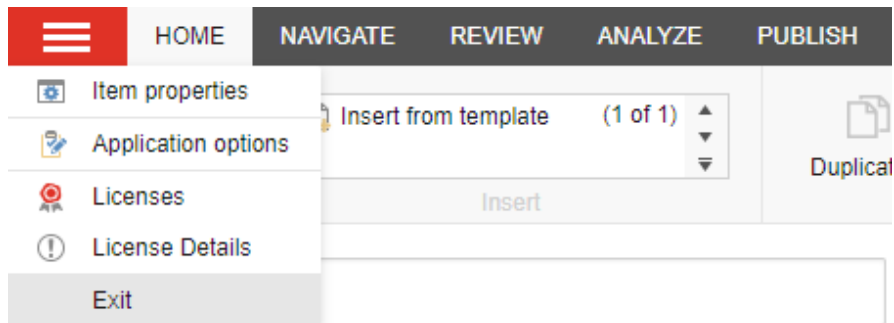 HOME NAVIGATE REVIEW ANALYZE PUBLISH
Item properties
Insert from template (1 of 1)
Application options
Licenses
Insert
License Details
Exit